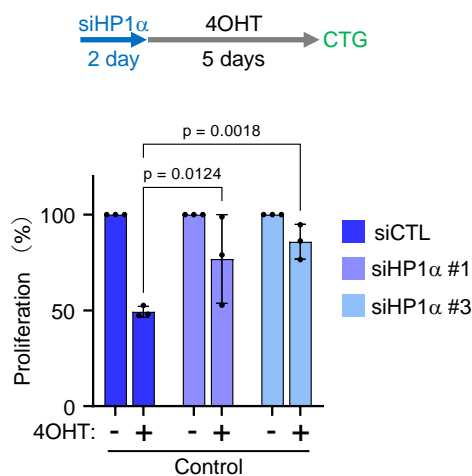 siHP1α 4OHT
2 day 5 days CTG
p = 0.0018
p = 0.0124
Proliferation (%)
100
50
0
siCTL
siHP1α #1
siHP1α #3
4OHT: - + - + - +
Control